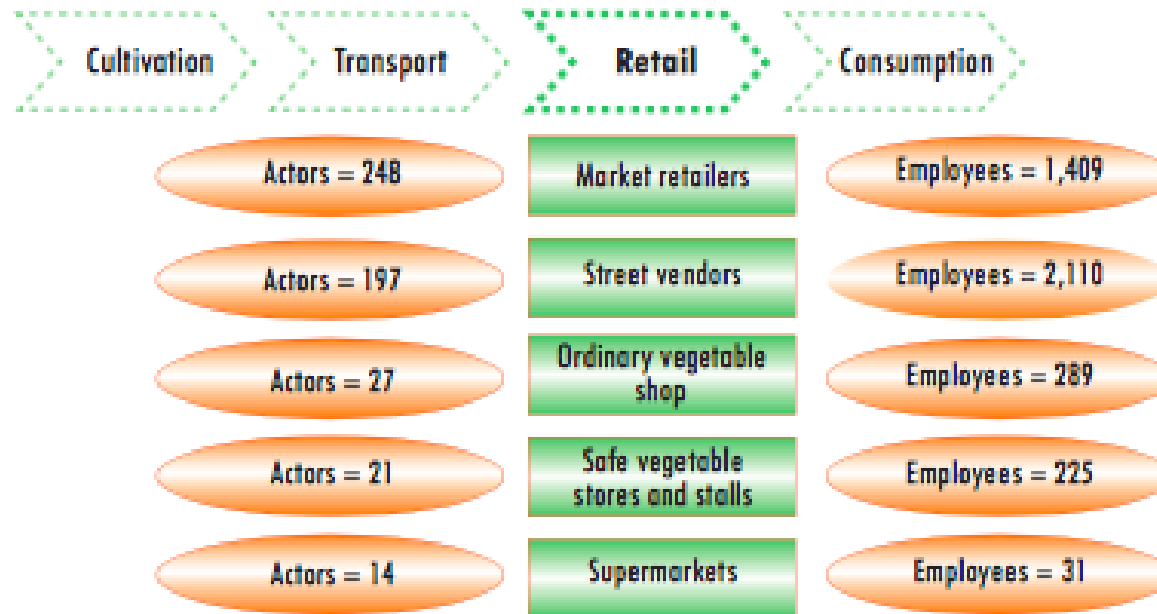 Cultivation
Transport
Retail
Consumption
Actors = 248
Market retailers
Employees = 1,409
Actors = 197
Street vendors
Employees = 2,110
Actors = 27
Ordinary vegetable
shop
Employees = 289
Actors = 21
Safe vegetable
stores and stalls
Employees = 225
Actors = 14
Supermarkets
Employees = 31